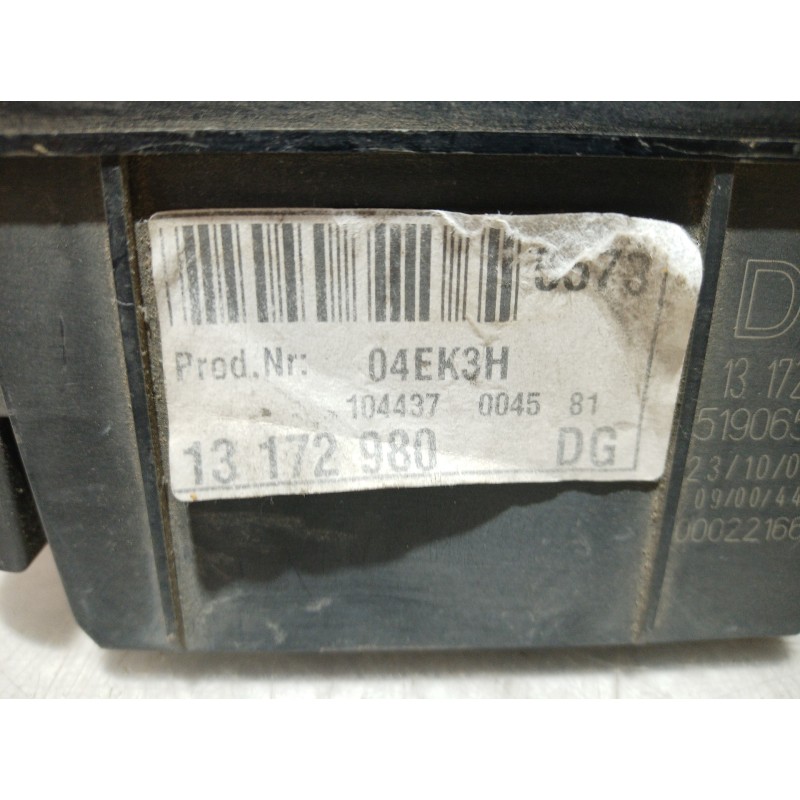 0573
Prod.Nr: 04EK3H
104437 0045 81
13 172 980 DG
D
13 172
519065
23/10/0
09/00/44
00022166